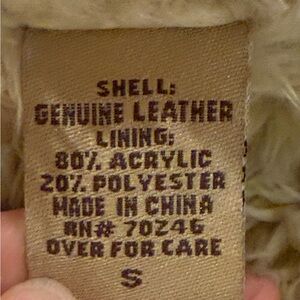 SHELL:
GENUINE LEATHER
LINING:
80% ACRYLIC
20% POLYESTER
MADE IN CHINA
RN# 70246
OVER FOR CARE
S